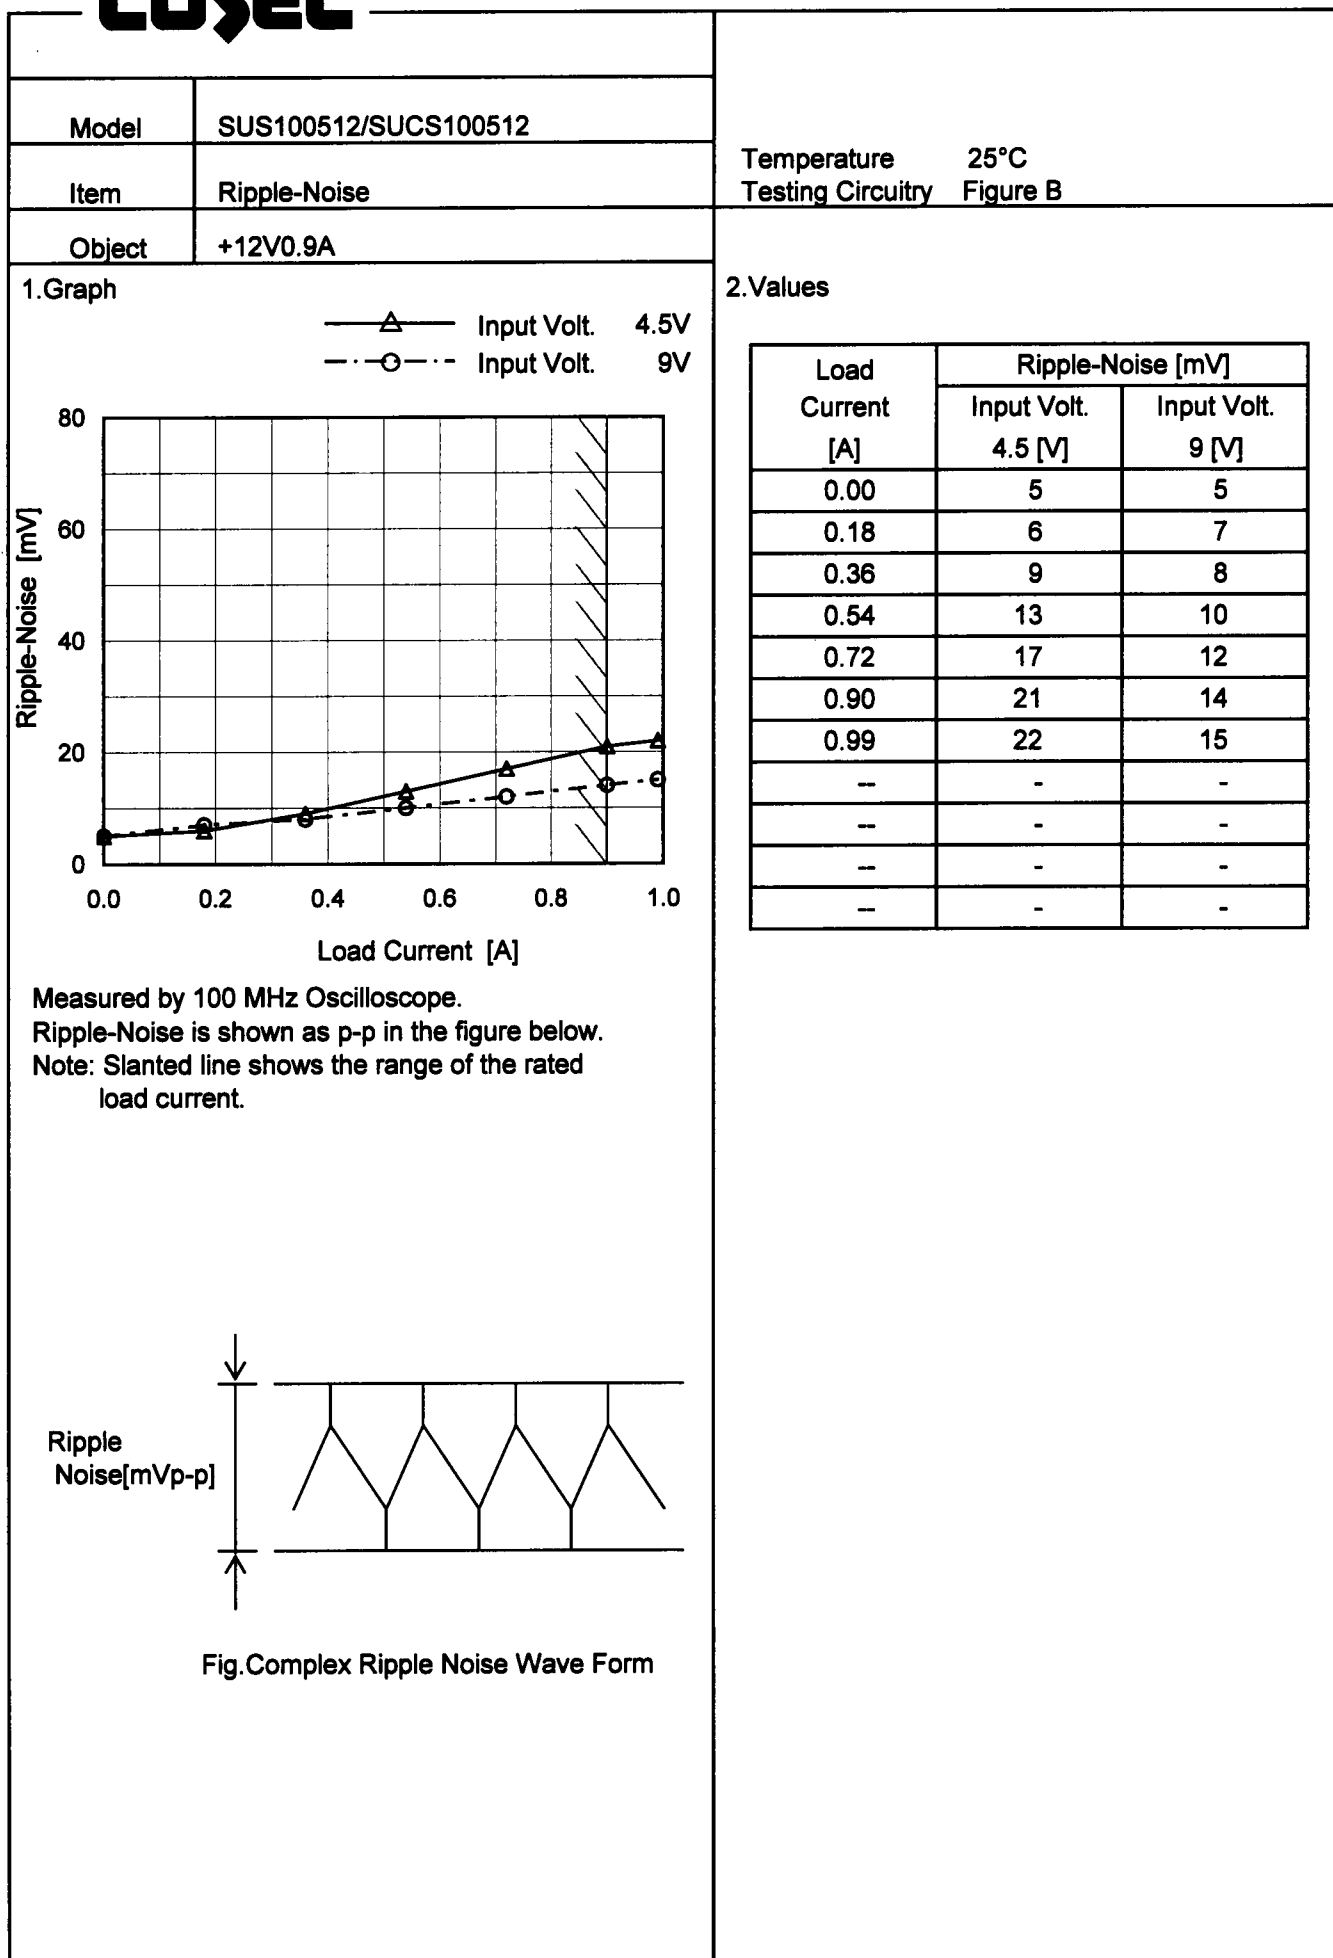 COSEL
Model SUS100512/SUCS100512
Item Ripple-Noise
Object +12V0.9A
Temperature 25°C
Testing Circuitry Figure B
1.Graph
Input Volt. 4.5V
Input Volt. 9V
Ripple-Noise [mV]
80
60
40
20
0
0.0 0.2 0.4 0.6 0.8 1.0
Load Current [A]
Measured by 100 MHz Oscilloscope.
Ripple-Noise is shown as p-p in the figure below.
Note: Slanted line shows the range of the rated
load current.
Ripple
Noise[mVp-p]
Fig.Complex Ripple Noise Wave Form
2.Values
Load Ripple-Noise [mV]
Current Input Volt. Input Volt.
[A] 4.5 [V] 9 [V]
0.00 5 5
0.18 6 7
0.36 9 8
0.54 13 10
0.72 17 12
0.90 21 14
0.99 22 15
-- - -
-- - -
-- - -
-- - -